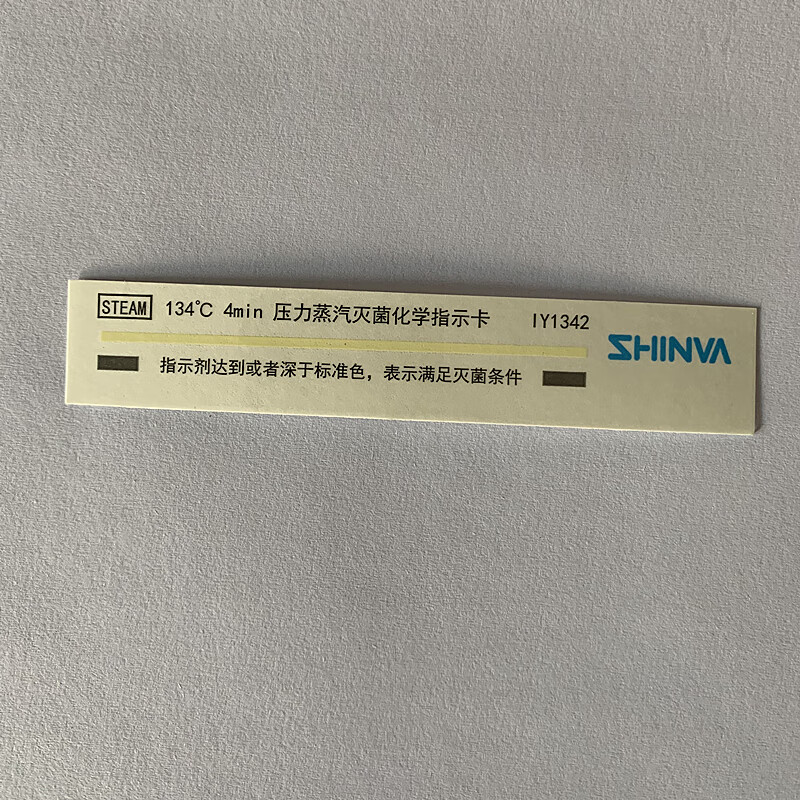 STEAM 134℃ 4min 压力蒸汽灭菌化学指示卡 IY1342
SHINVA
指示剂达到或者深于标准色，表示满足灭菌条件